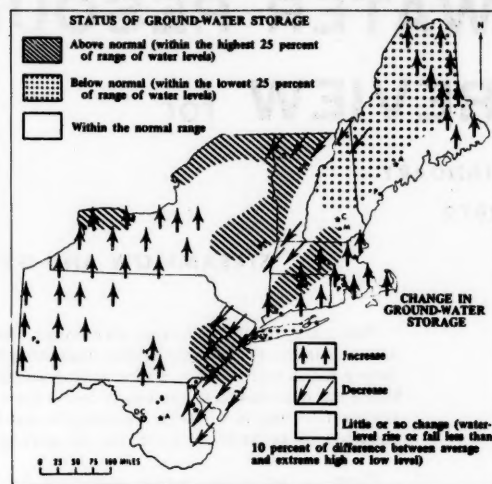 STATUS OF GROUND-WATER STORAGE
Above normal (within the highest 25 percent
of range of water levels)
Below normal (within the lowest 25 percent
of range of water levels)
Within the normal range
N
CHANGE IN
GROUND-WATER
STORAGE
Increase
Decrease
Little or no change (water-
level rise or fall less than
10 percent of difference between average
and extreme high or low level)
0 25 50 75 100 MILES